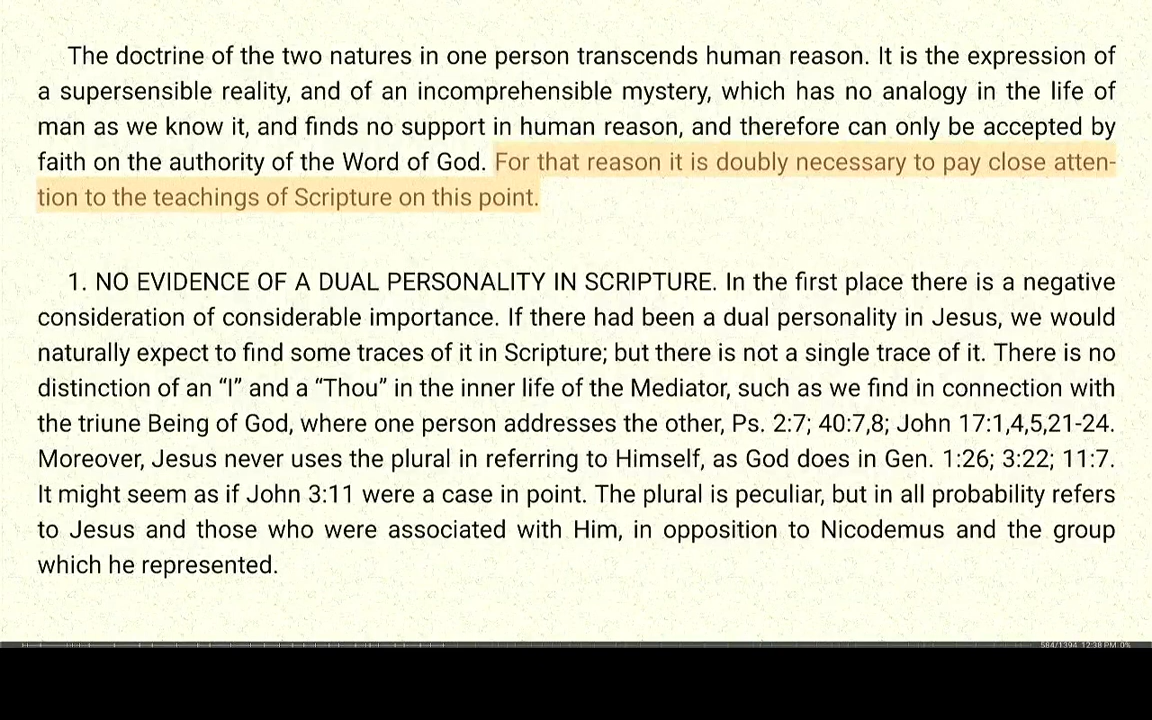 The doctrine of the two natures in one person transcends human reason. It is the expression of
a supersensible reality, and of an incomprehensible mystery, which has no analogy in the life of
man as we know it, and finds no support in human reason, and therefore can only be accepted by
faith on the authority of the Word of God. For that reason it is doubly necessary to pay close atten-
tion to the teachings of Scripture on this point.
1. NO EVIDENCE OF A DUAL PERSONALITY IN SCRIPTURE. In the first place there is a negative
consideration of considerable importance. If there had been a dual personality in Jesus, we would
naturally expect to find some traces of it in Scripture; but there is not a single trace of it. There is no
distinction of an “I” and a “Thou” in the inner life of the Mediator, such as we find in connection with
the triune Being of God, where one person addresses the other, Ps. 2:7; 40:7,8; John 17:1,4,5,21-24.
Moreover, Jesus never uses the plural in referring to Himself, as God does in Gen. 1:26; 3:22; 11:7.
It might seem as if John 3:11 were a case in point. The plural is peculiar, but in all probability refers
to Jesus and those who were associated with Him, in opposition to Nicodemus and the group
which he represented.
584/1394 12:38 PM 0%